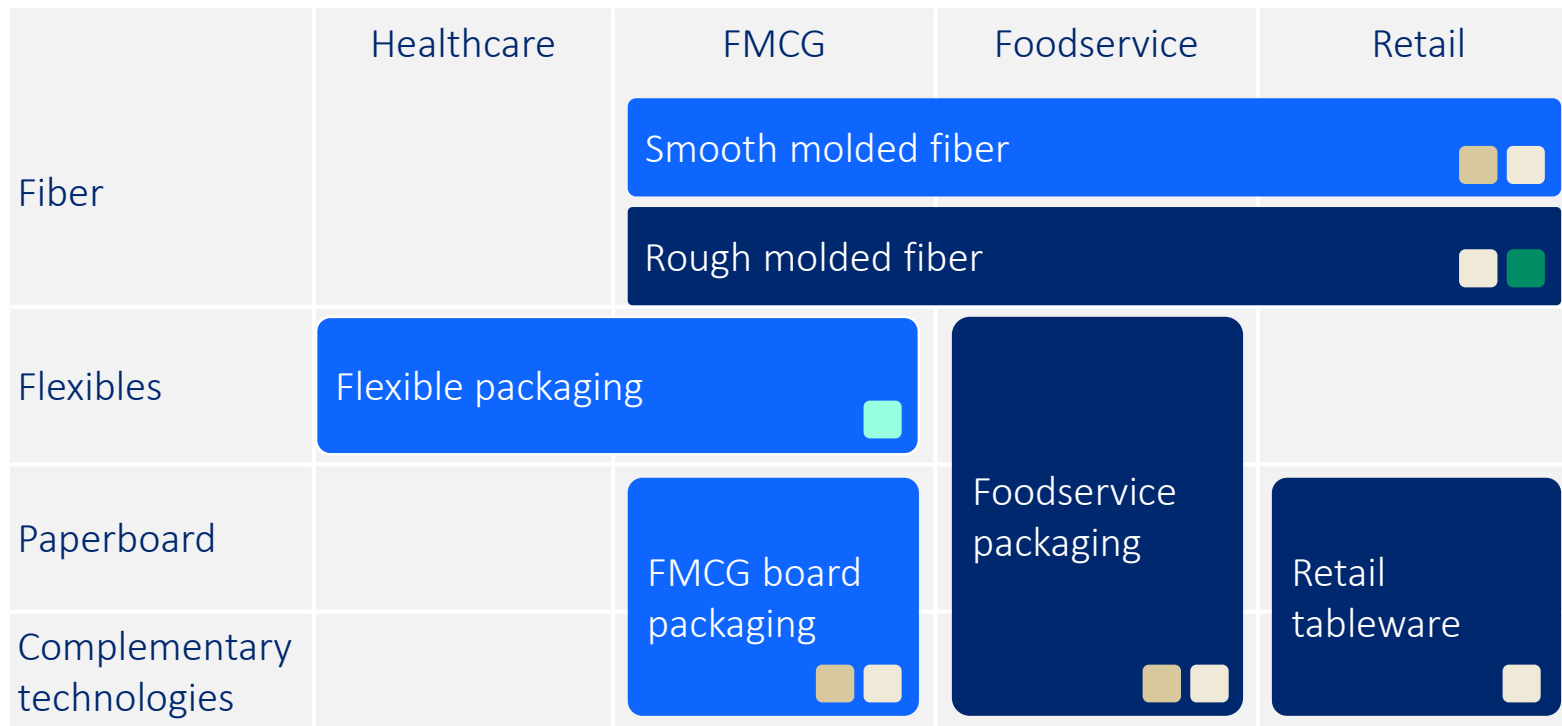 Healthcare
FMCG
Foodservice
Retail
Fiber
Smooth molded fiber
Rough molded fiber
Flexibles
Flexible packaging
Foodservice
packaging
Paperboard
FMCG board
packaging
Retail
tableware
Complementary
technologies